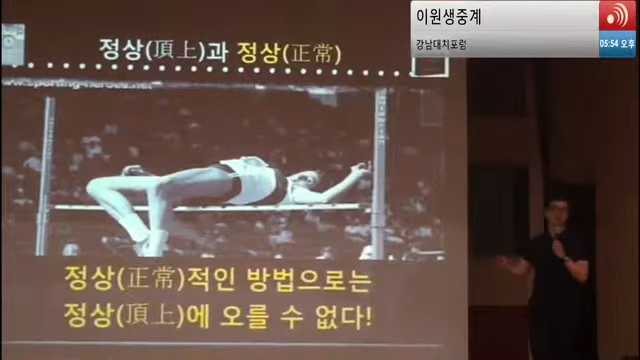 이원생중계
강남대치포럼
05:54 오후
정상(頂上)과 정상(正常)
정상(正常)적인 방법으로는
정상(頂上)에 오를 수 없다!